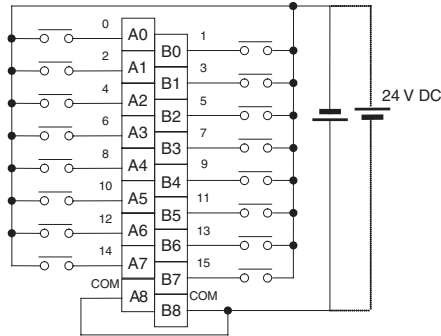 0 A0
B0 1
2 A1
B1 3
4 A2
B2 5
6 A3
B3 7
8 A4
B4 9
10 A5
B5 11
12 A6
B6 13
14 A7
B7 15
COM A8
B8 COM
24 V DC